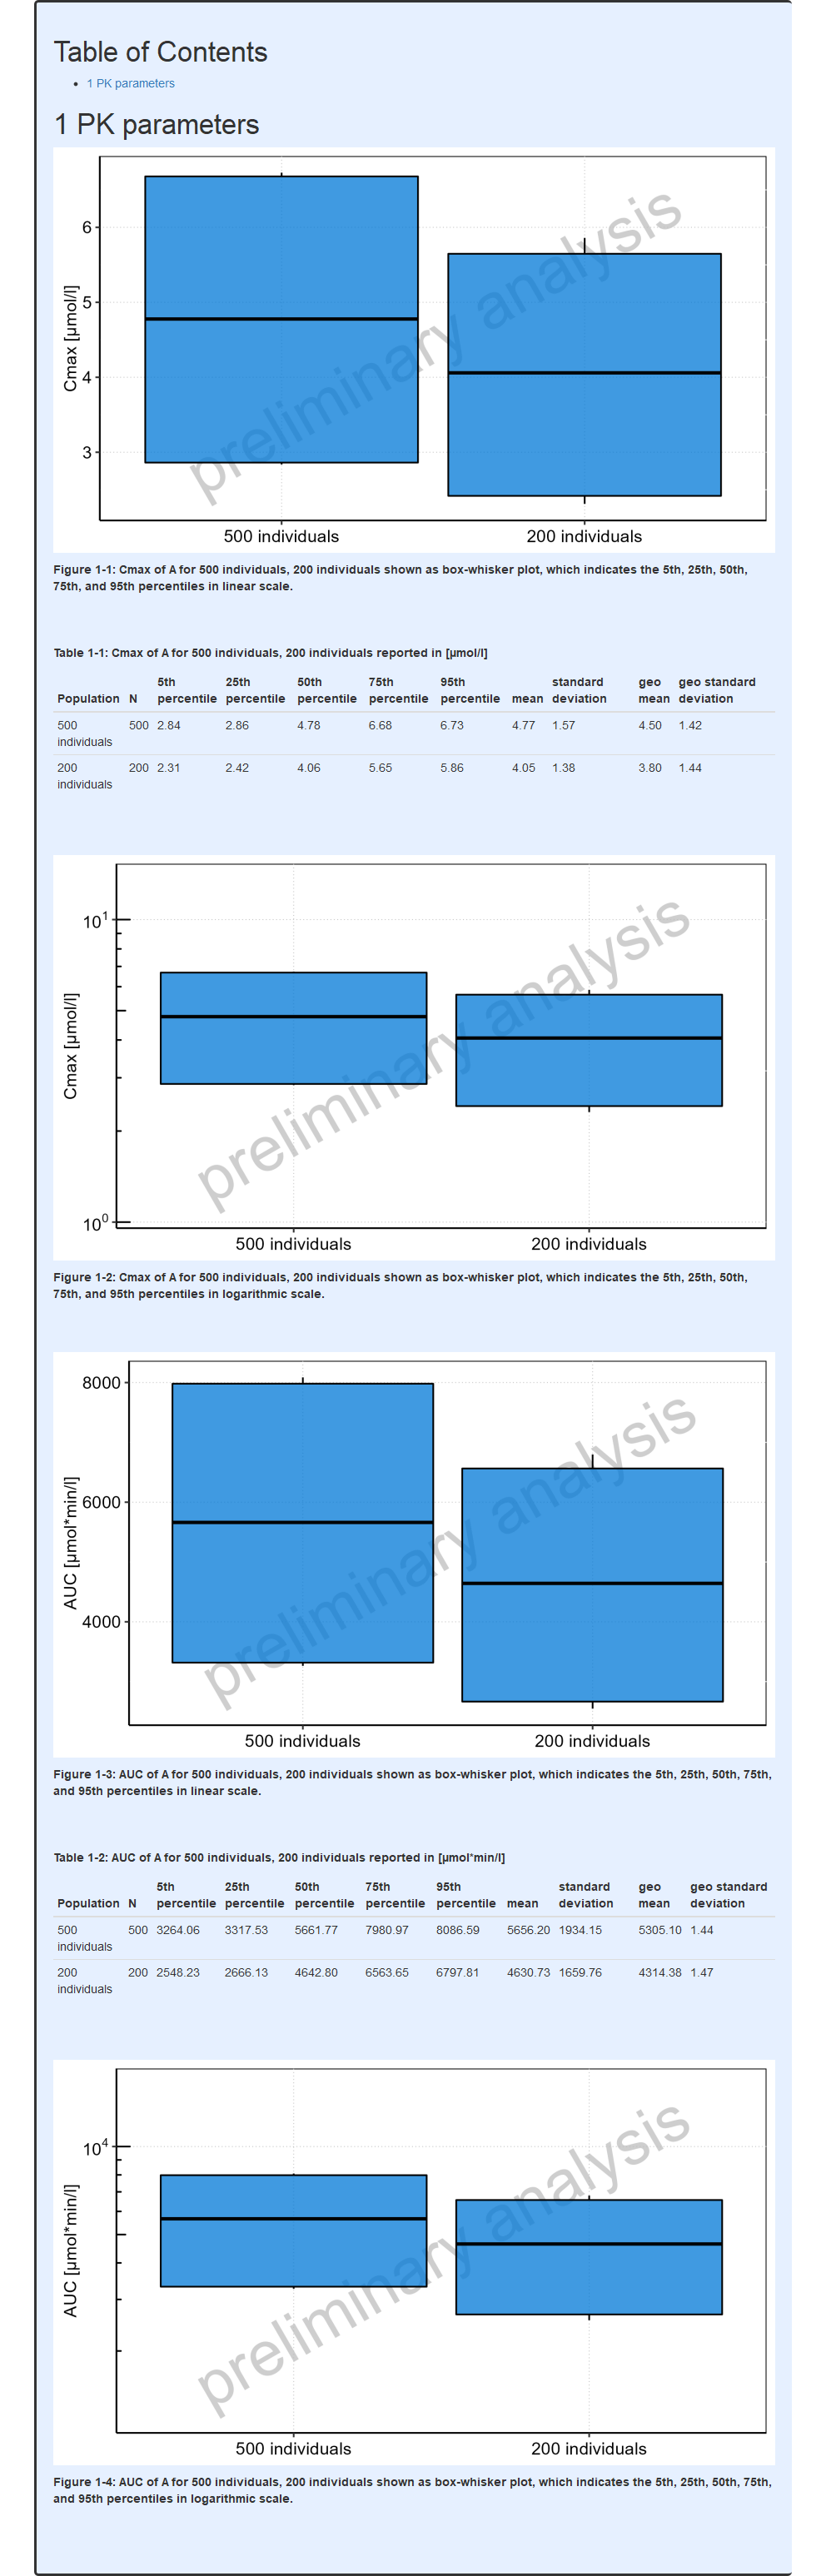 Table of Contents
• 1 PK parameters
1 PK parameters
6
5
4
3
Cmax [µmol/l]
preliminary analysis
500 individuals
200 individuals
Figure 1-1: Cmax of A for 500 individuals, 200 individuals shown as box-whisker plot, which indicates the 5th, 25th, 50th,
75th, and 95th percentiles in linear scale.
Table 1-1: Cmax of A for 500 individuals, 200 individuals reported in [µmol/l]
5th 25th 50th 75th 95th standard geo geo standard
Population N percentile percentile percentile percentile percentile mean deviation mean deviation
500 500 2.84 2.86 4.78 6.68 6.73 4.77 1.57 4.50 1.42
individuals
200 200 2.31 2.42 4.06 5.65 5.86 4.05 1.38 3.80 1.44
individuals
10¹
10⁰
Cmax [µmol/l]
preliminary analysis
500 individuals
200 individuals
Figure 1-2: Cmax of A for 500 individuals, 200 individuals shown as box-whisker plot, which indicates the 5th, 25th, 50th,
75th, and 95th percentiles in logarithmic scale.
8000
6000
4000
AUC [µmol*min/l]
preliminary analysis
500 individuals
200 individuals
Figure 1-3: AUC of A for 500 individuals, 200 individuals shown as box-whisker plot, which indicates the 5th, 25th, 50th, 75th,
and 95th percentiles in linear scale.
Table 1-2: AUC of A for 500 individuals, 200 individuals reported in [µmol*min/l]
5th 25th 50th 75th 95th standard geo geo standard
Population N percentile percentile percentile percentile percentile mean deviation mean deviation
500 500 3264.06 3317.53 5661.77 7980.97 8086.59 5656.20 1934.15 5305.10 1.44
individuals
200 200 2548.23 2666.13 4642.80 6563.65 6797.81 4630.73 1659.76 4314.38 1.47
individuals
10⁴
AUC [µmol*min/l]
preliminary analysis
500 individuals
200 individuals
Figure 1-4: AUC of A for 500 individuals, 200 individuals shown as box-whisker plot, which indicates the 5th, 25th, 50th, 75th,
and 95th percentiles in logarithmic scale.